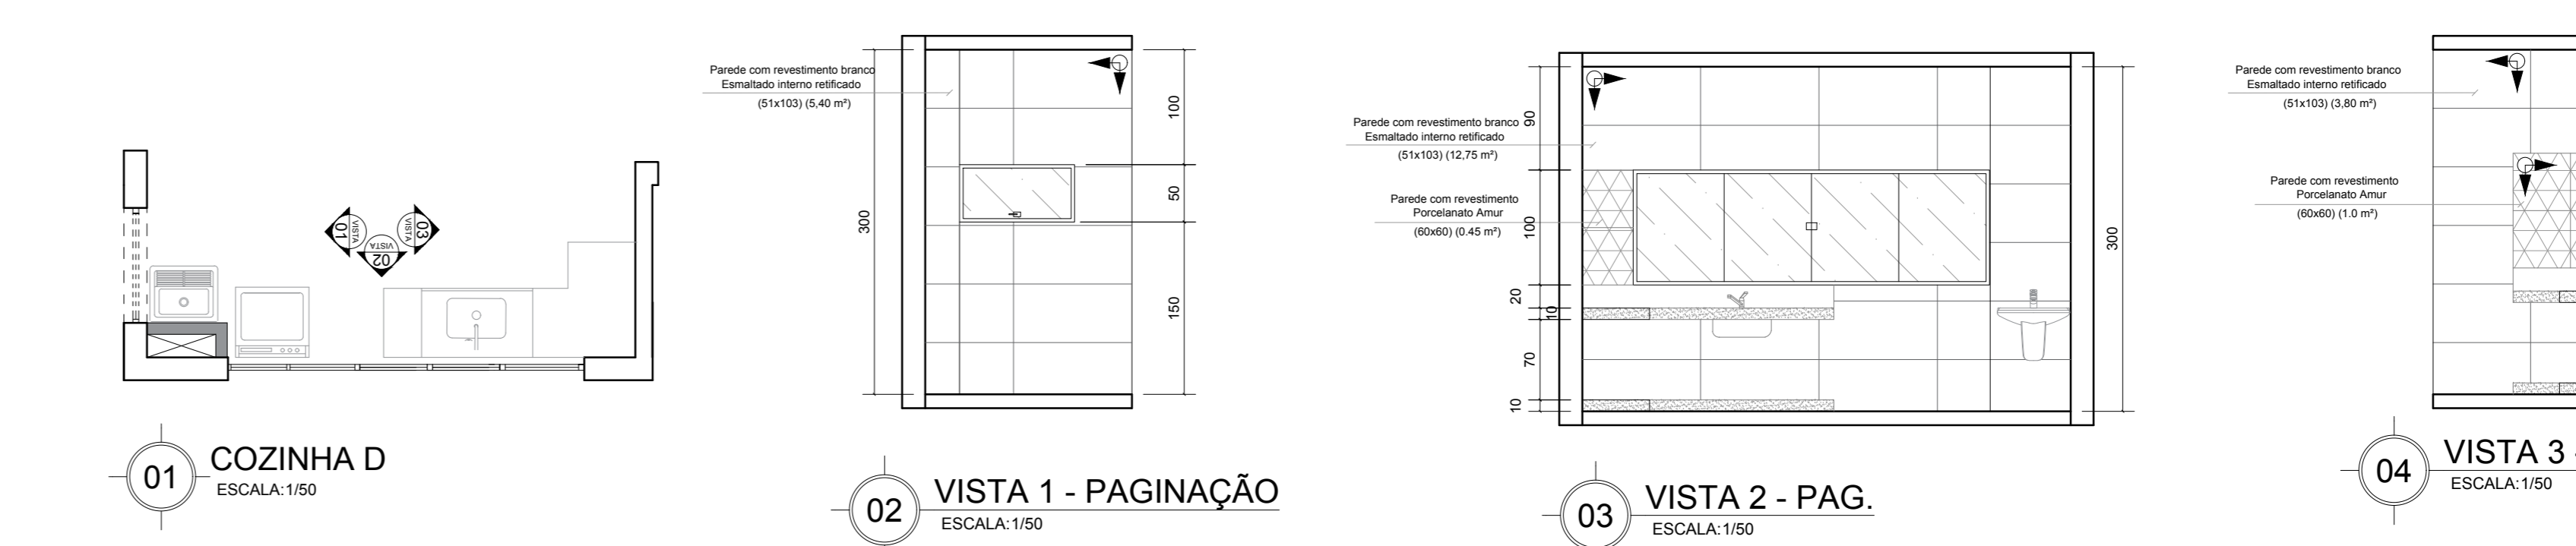 VISTA
01
VISTA
02
VISTA
03
01
COZINHA D
ESCALA:1/50
Parede com revestimento branco
Esmaltado interno retificado
(51x103) (5,40 m²)
300
100
50
150
02
VISTA 1 - PAGINAÇÃO
ESCALA:1/50
Parede com revestimento branco
Esmaltado interno retificado
(51x103) (12,75 m²)
Parede com revestimento
Porcelanato Amur
(60x60) (0.45 m²)
90
100
20
10
70
10
300
03
VISTA 2 - PAG.
ESCALA:1/50
Parede com revestimento branco
Esmaltado interno retificado
(51x103) (3,80 m²)
Parede com revestimento
Porcelanato Amur
(60x60) (1.0 m²)
04
VISTA 3 -
ESCALA:1/50